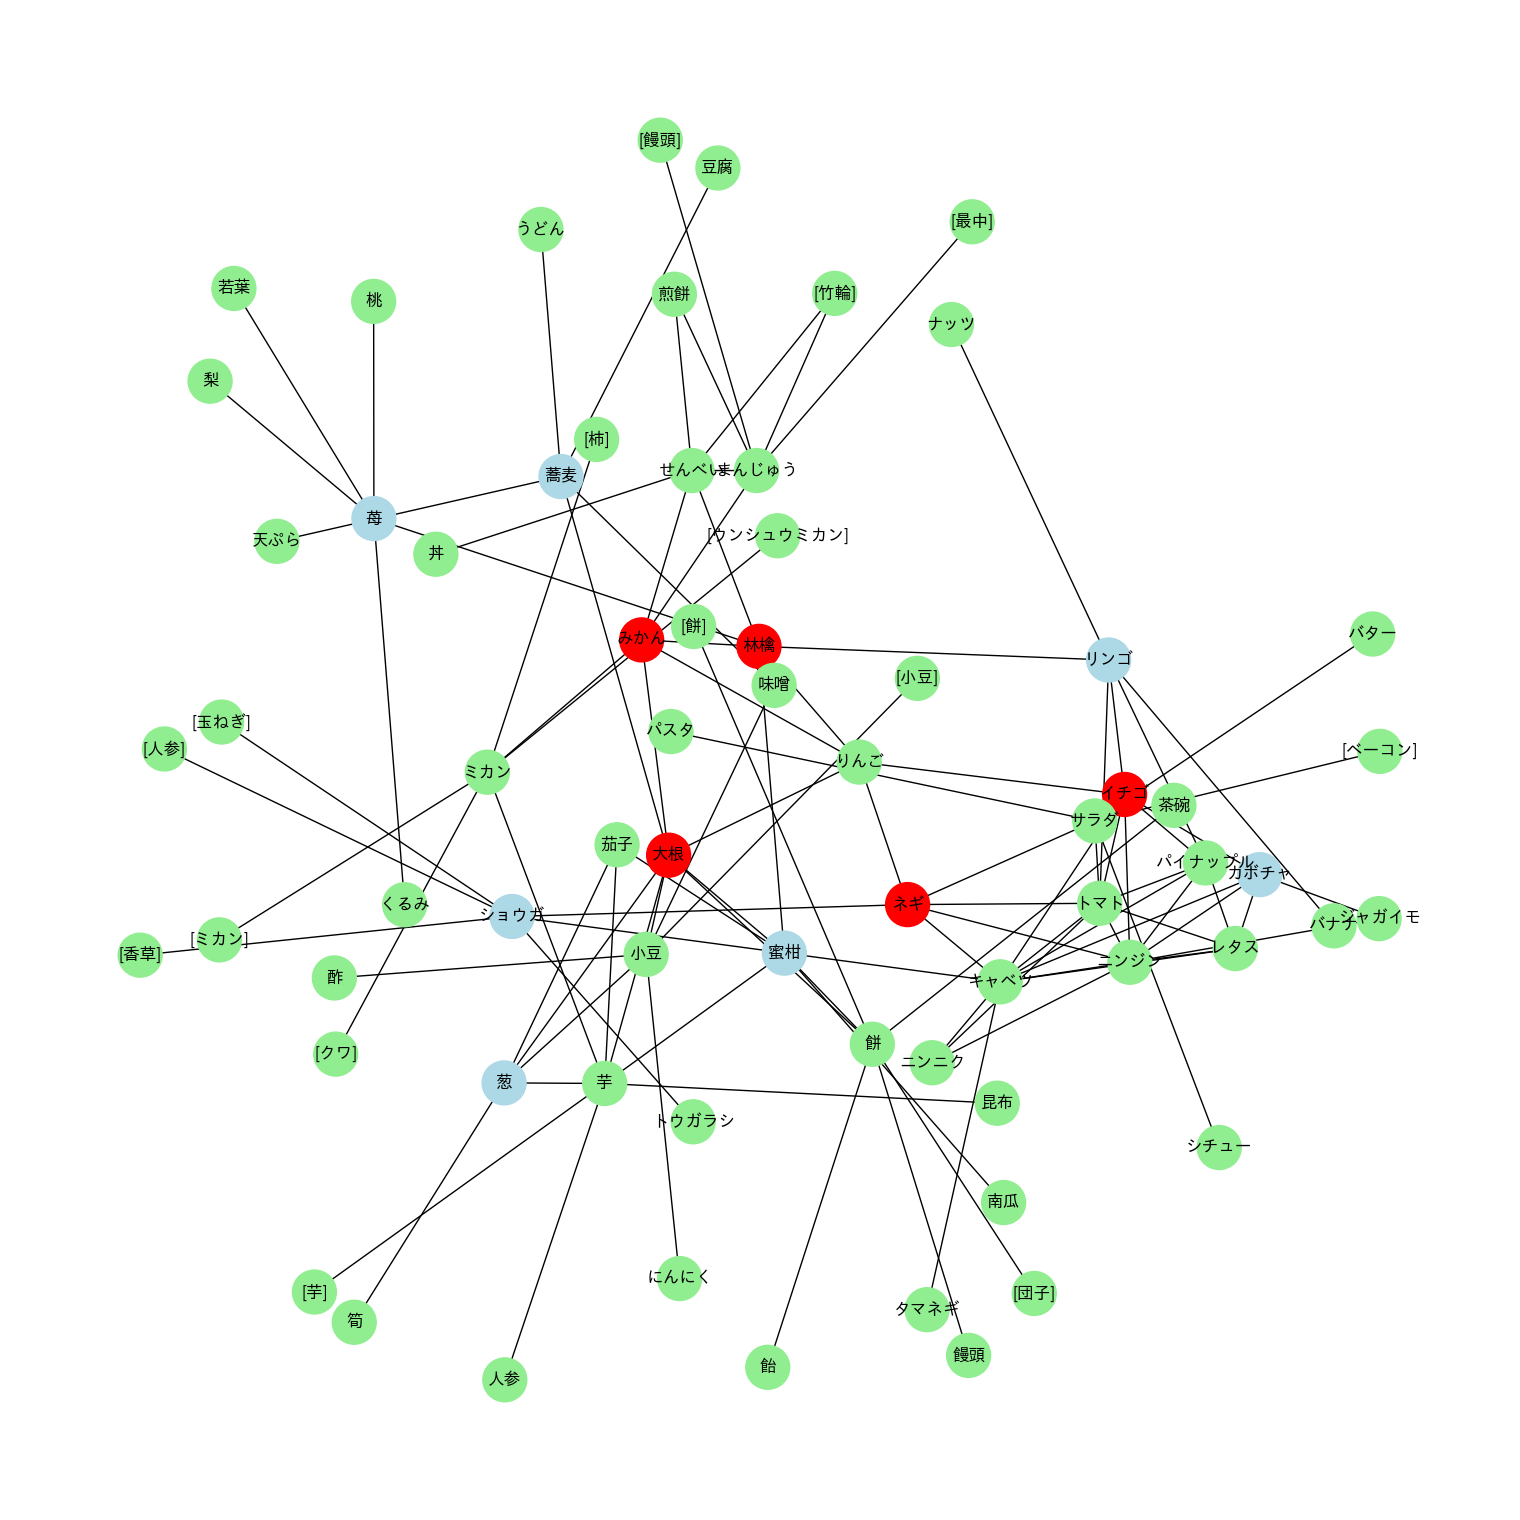 [饅頭]
豆腐
[最中]
うどん
若葉
桃
煎餅
[竹輪]
ナッツ
梨
[柿]
蕎麦
せんべい
まんじゅう
苺
天ぷら
丼
[ウンシュウミカン]
[餅]
みかん
林檎
バター
リンゴ
味噌
[小豆]
[玉ねぎ]
パスタ
[人参]
[ベーコン]
りんご
ミカン
イチゴ
茶碗
サラダ
茄子
大根
パイナップル
カボチャ
くるみ
ショウガ
ネギ
トマト
バナナ
ジャガイモ
[ミカン]
[香草]
小豆
蜜柑
レタス
ニンジン
酢
キャベツ
餅
[クワ]
ニンニク
葱
芋
昆布
トウガラシ
シチュー
南瓜
にんにく
[芋]
[団子]
タマネギ
筍
饅頭
飴
人参